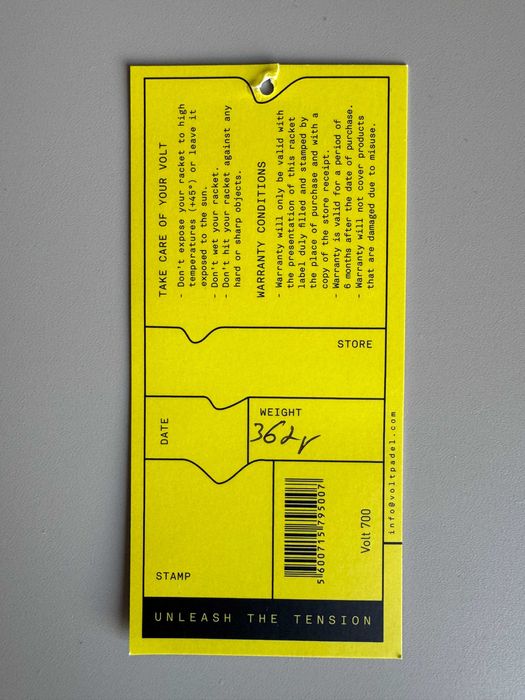 TAKE CARE OF YOUR VOLT
- Don't expose your racket to high
temperatures (+45°) or leave it
exposed to the sun.
- Don't wet your racket.
- Don't hit your racket against any
hard or sharp objects.
WARRANTY CONDITIONS
- Warranty will only be valid with
the presentation of this racket
label duly filled and stamped by
the place of purchase and with a
copy of the store receipt.
- Warranty is valid for a period of
6 months after the date of purchase.
- Warranty will not cover products
that are damaged due to misuse.
STORE
DATE
WEIGHT
STAMP
5 600715 795007
Volt 700
info@voltpadel.com
UNLEASH THE TENSION